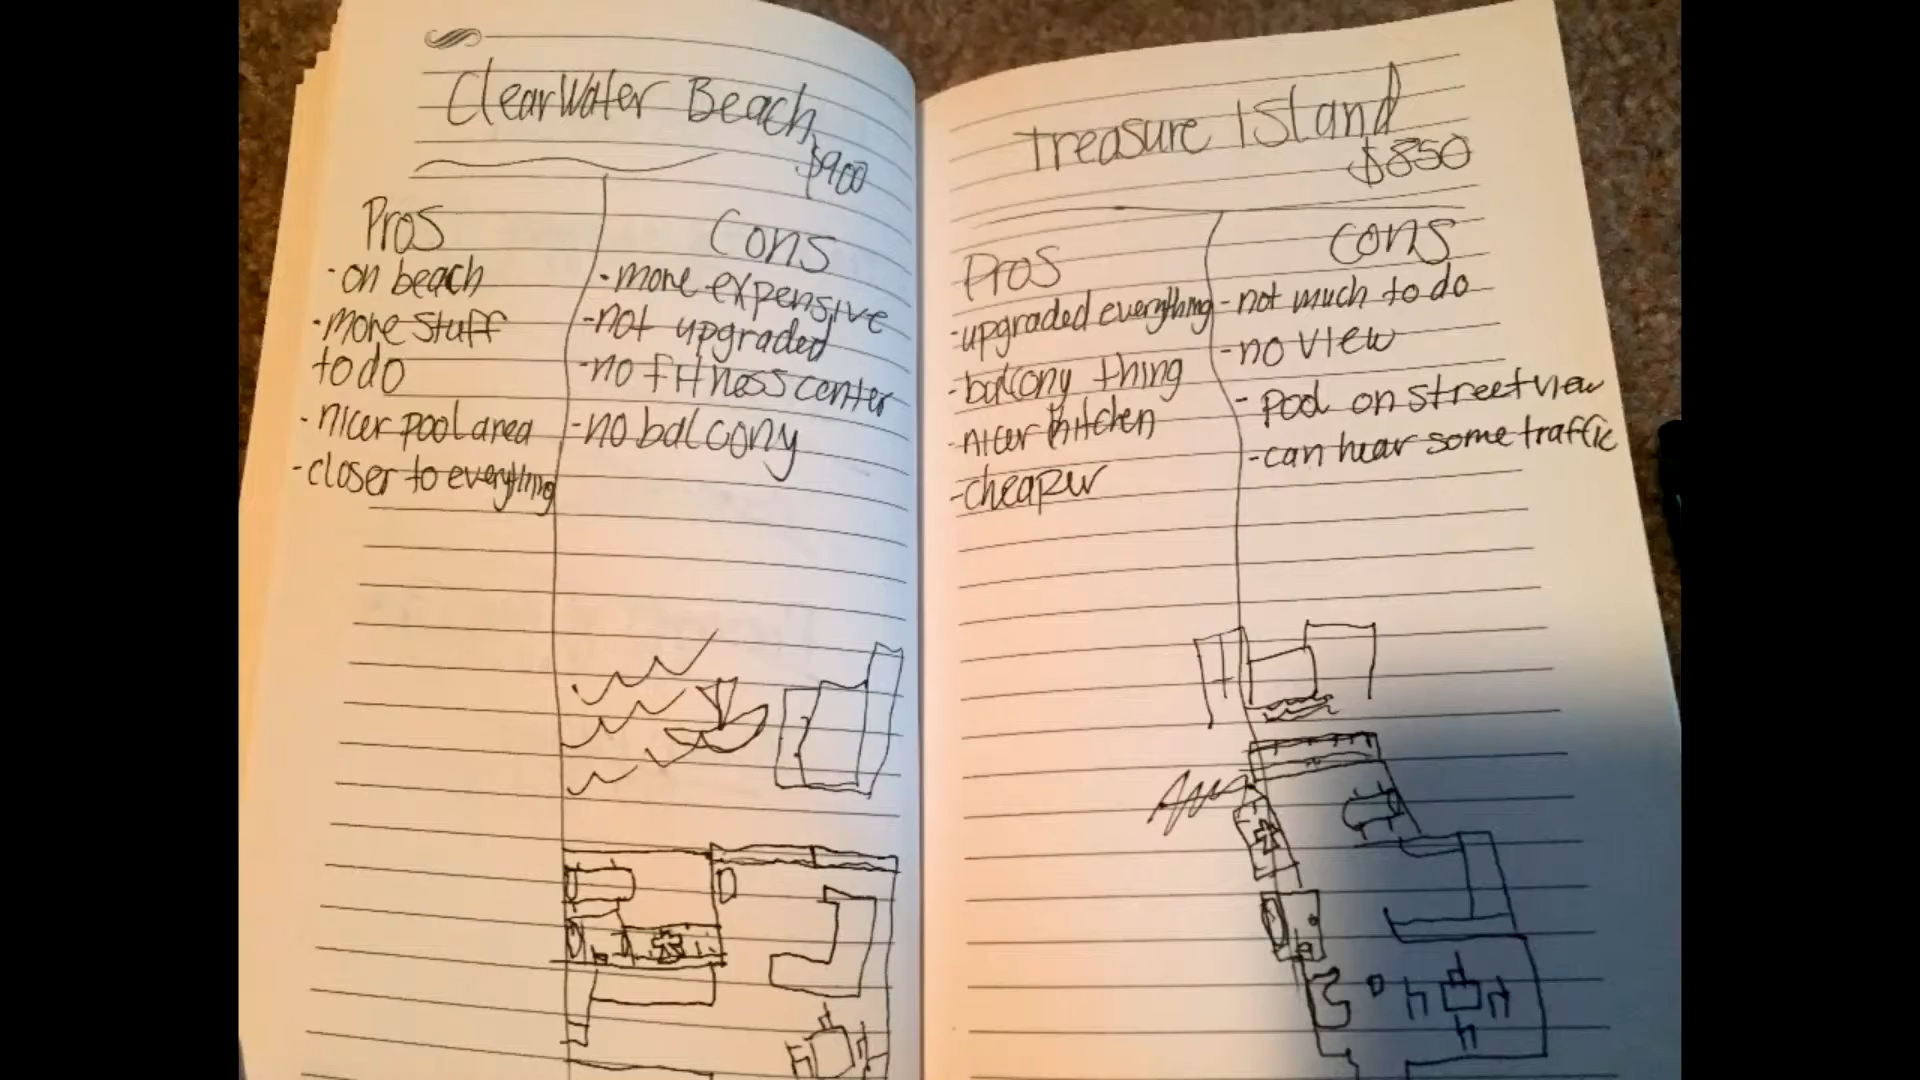 ClearWater Beach
$900
Pros
- on beach
- more stuff
to do
- nicer pool area
- closer to everything
Cons
- more expensive
- not upgraded
- no fitness center
- no balcony
Treasure Island
$850
Pros
- upgraded everything
- balcony thing
- nicer kitchen
- cheaper
Cons
- not much to do
- no view
- pool on street view
- can hear some traffic